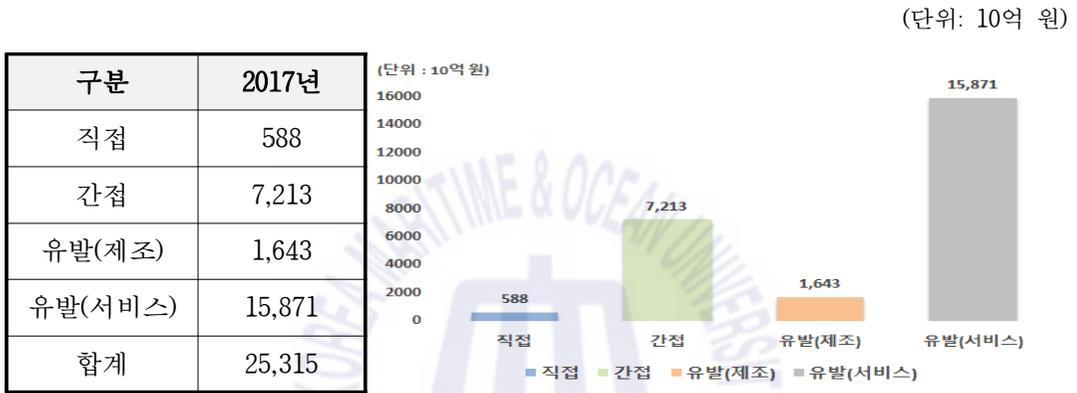 (단위: 10억 원)
구분 2017년
직접 588
간접 7,213
유발(제조) 1,643
유발(서비스) 15,871
합계 25,315
(단위 : 10억 원)
16000
14000
12000
10000
8000
6000
4000
2000
0
588
7,213
1,643
15,871
직접 간접 유발(제조) 유발(서비스)
직접 간접 유발(제조) 유발(서비스)
KOREA MARITIME & OCEAN UNIVERSITY